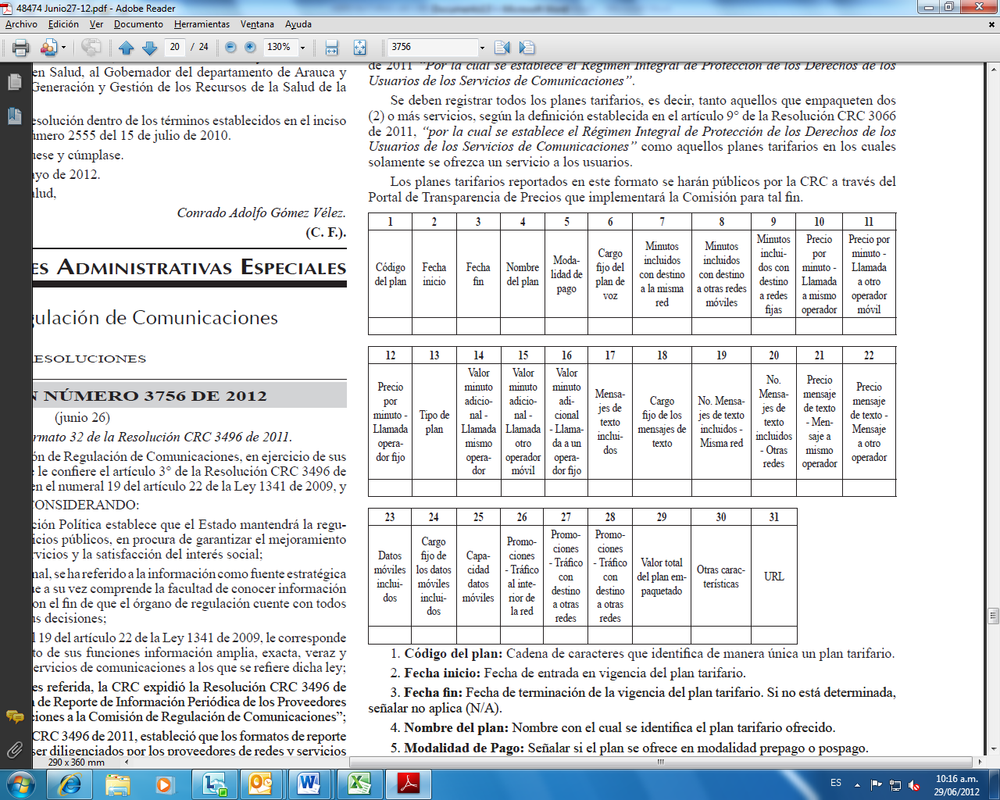 48474 Junio27-12.pdf - Adobe Reader
Archivo Edición Ver Documento Herramientas Ventana Ayuda
20 / 24 130% 3756
en Salud, al Gobernador del departamento de Arauca y
Generación y Gestión de los Recursos de la Salud de la
esolución dentro de los términos establecidos en el inciso
úmero 2555 del 15 de julio de 2010.
uese y cúmplase.
ayo de 2012.
alud,
Conrado Adolfo Gómez Vélez.
(C. F.).
ES ADMINISTRATIVAS ESPECIALES
gulación de Comunicaciones
ESOLUCIONES
N NÚMERO 3756 DE 2012
(junio 26)
ormato 32 de la Resolución CRC 3496 de 2011.
ón de Regulación de Comunicaciones, en ejercicio de sus
e le confiere el artículo 3° de la Resolución CRC 3496 de
en el numeral 19 del artículo 22 de la Ley 1341 de 2009, y
CONSIDERANDO:
ción Política establece que el Estado mantendrá la regu-
icios públicos, en procura de garantizar el mejoramiento
rvicios y la satisfacción del interés social;
nal, se ha referido a la información como fuente estratégica
ue a su vez comprende la facultad de conocer información
on el fin de que el órgano de regulación cuente con todos
us decisiones;
l 19 del artículo 22 de la Ley 1341 de 2009, le corresponde
to de sus funciones información amplia, exacta, veraz y
ervicios de comunicaciones a los que se refiere dicha ley;
es referida, la CRC expidió la Resolución CRC 3496 de
n de Reporte de Información Periódica de los Proveedores
ciones a la Comisión de Regulación de Comunicaciones”;
CRC 3496 de 2011, estableció que los formatos de reporte
ser diligenciados por los proveedores de redes y servicios
de 2011 “Por la cual se establece el Régimen Integral de Protección de los Derechos de los
Usuarios de los Servicios de Comunicaciones”.
Se deben registrar todos los planes tarifarios, es decir, tanto aquellos que empaqueten dos
(2) o más servicios, según la definición establecida en el artículo 9° de la Resolución CRC 3066
de 2011, “por la cual se establece el Régimen Integral de Protección de los Derechos de los
Usuarios de los Servicios de Comunicaciones” como aquellos planes tarifarios en los cuales
solamente se ofrezca un servicio a los usuarios.
Los planes tarifarios reportados en este formato se harán públicos por la CRC a través del
Portal de Transparencia de Precios que implementará la Comisión para tal fin.
1 2 3 4 5 6 7 8 9 10 11
Código
del plan
Fecha
inicio
Fecha
fin
Nombre
del plan
Moda-
lidad de
pago
Cargo
fijo del
plan de
voz
Minutos
incluidos
con destino
a la misma
red
Minutos
incluidos
con destino
a otras redes
móviles
Minutos
inclui-
dos con
destino
a redes
fijas
Precio
por
minuto -
Llamada
a mismo
operador
Precio por
minuto -
Llamada
a otro
operador
móvil
12 13 14 15 16 17 18 19 20 21 22
Precio
por
minuto -
Llamada
opera-
dor fijo
Tipo de
plan
Valor
minuto
adicio-
nal -
Llamada
mismo
opera-
dor
Valor
minuto
adicio-
nal -
Llamada
otro
operador
móvil
Valor
minuto
adi-
cional
- Llama-
da a un
opera-
dor fijo
Mensa-
jes de
texto
inclui-
dos
Cargo
fijo de los
mensajes de
texto
No. Mensa-
jes de texto
incluidos -
Misma red
No.
Mensa-
jes de
texto
incluidos
- Otras
redes
Precio
mensaje
de texto
- Men-
saje a
mismo
operador
Precio
mensaje
de texto -
Mensaje
a otro
operador
23 24 25 26 27 28 29 30 31
Datos
móviles
inclui-
dos
Cargo
fijo de
los datos
móviles
inclui-
dos
Capa-
cidad
datos
móviles
Promo-
ciones
- Tráfico
al inte-
rior de
la red
Promo-
ciones
- Tráfico
con
destino
a otras
redes
Promo-
ciones
- Tráfico
con
destino
a otras
redes
Valor total
del plan em-
paquetado
Otras carac-
terísticas
URL
1. Código del plan: Cadena de caracteres que identifica de manera única un plan tarifario.
2. Fecha inicio: Fecha de entrada en vigencia del plan tarifario.
3. Fecha fin: Fecha de terminación de la vigencia del plan tarifario. Si no está determinada,
señalar no aplica (N/A).
4. Nombre del plan: Nombre con el cual se identifica el plan tarifario ofrecido.
5. Modalidad de Pago: Señalar si el plan se ofrece en modalidad prepago o pospago.
290 x 360 mm
ES
10:16 a.m.
29/06/2012